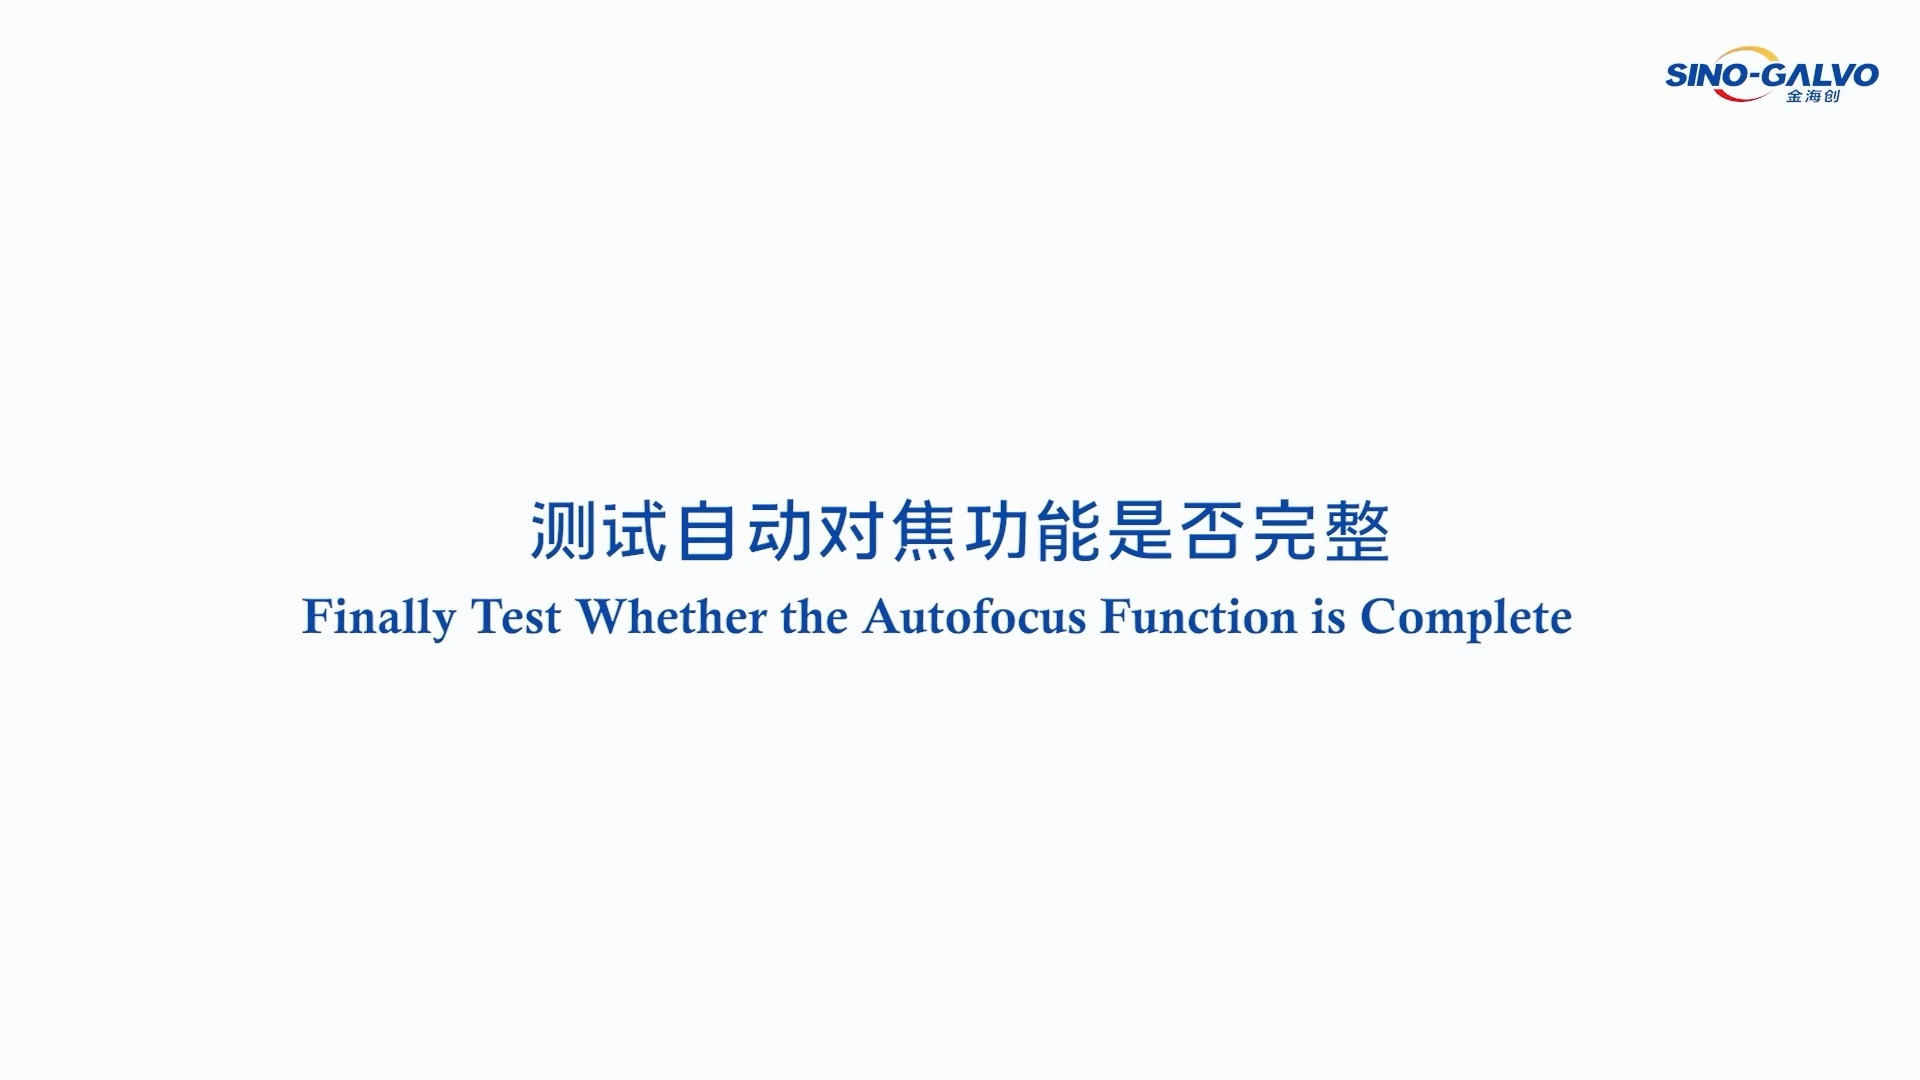 SINO-GALVO
金海创
测试自动对焦功能是否完整
Finally Test Whether the Autofocus Function is Complete